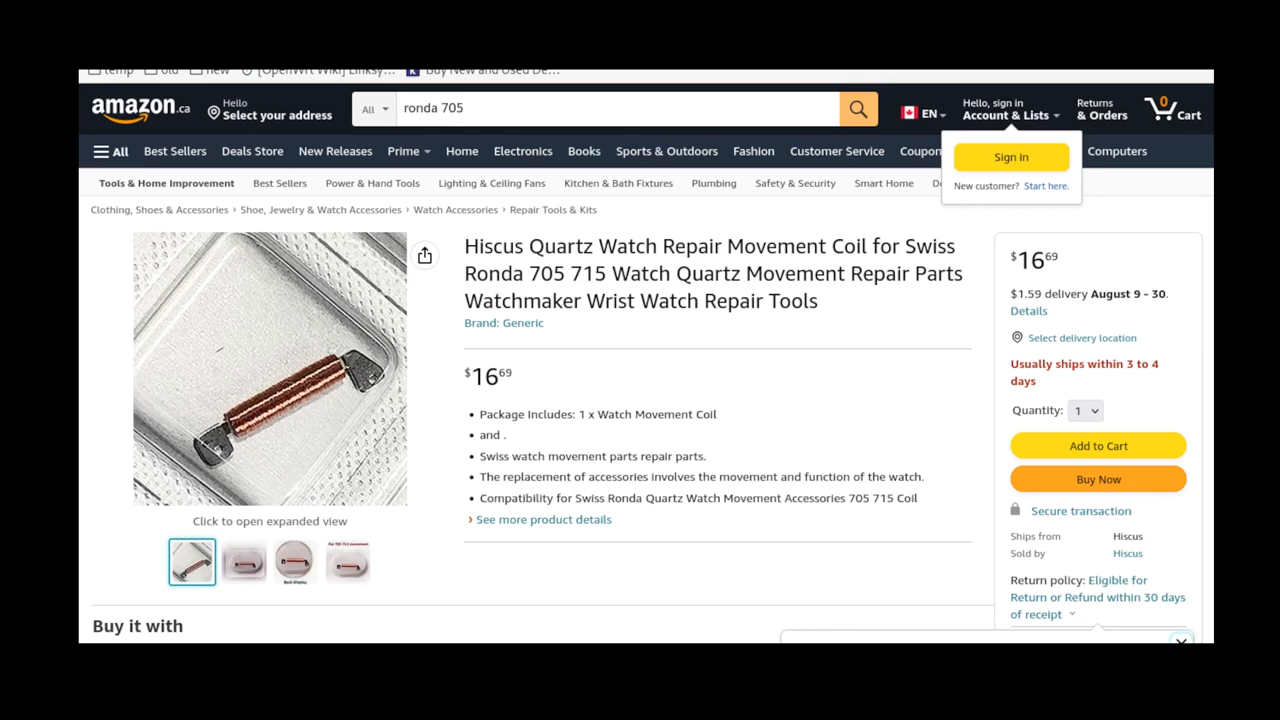 temp old new [OpenWrt Wiki] Linksy... Buy New and Used De...
amazon.ca
Hello
Select your address
All
ronda 705
EN
Hello, sign in
Account & Lists
Returns
& Orders
0
Cart
All Best Sellers Deals Store New Releases Prime Home Electronics Books Sports & Outdoors Fashion Customer Service Coupon Computers
Sign in
New customer? Start here.
Tools & Home Improvement Best Sellers Power & Hand Tools Lighting & Ceiling Fans Kitchen & Bath Fixtures Plumbing Safety & Security Smart Home
Clothing, Shoes & Accessories › Shoe, Jewelry & Watch Accessories › Watch Accessories › Repair Tools & Kits
Hiscus Quartz Watch Repair Movement Coil for Swiss
Ronda 705 715 Watch Quartz Movement Repair Parts
Watchmaker Wrist Watch Repair Tools
Brand: Generic
$16 69
• Package Includes: 1 x Watch Movement Coil
• and .
• Swiss watch movement parts repair parts.
• The replacement of accessories involves the movement and function of the watch.
• Compatibility for Swiss Ronda Quartz Watch Movement Accessories 705 715 Coil
› See more product details
Click to open expanded view
Back Display
For 705 715 movement
$16 69
$1.59 delivery August 9 - 30.
Details
Select delivery location
Usually ships within 3 to 4
days
Quantity: 1
Add to Cart
Buy Now
Secure transaction
Ships from Hiscus
Sold by Hiscus
Return policy: Eligible for
Return or Refund within 30 days
of receipt
Buy it with